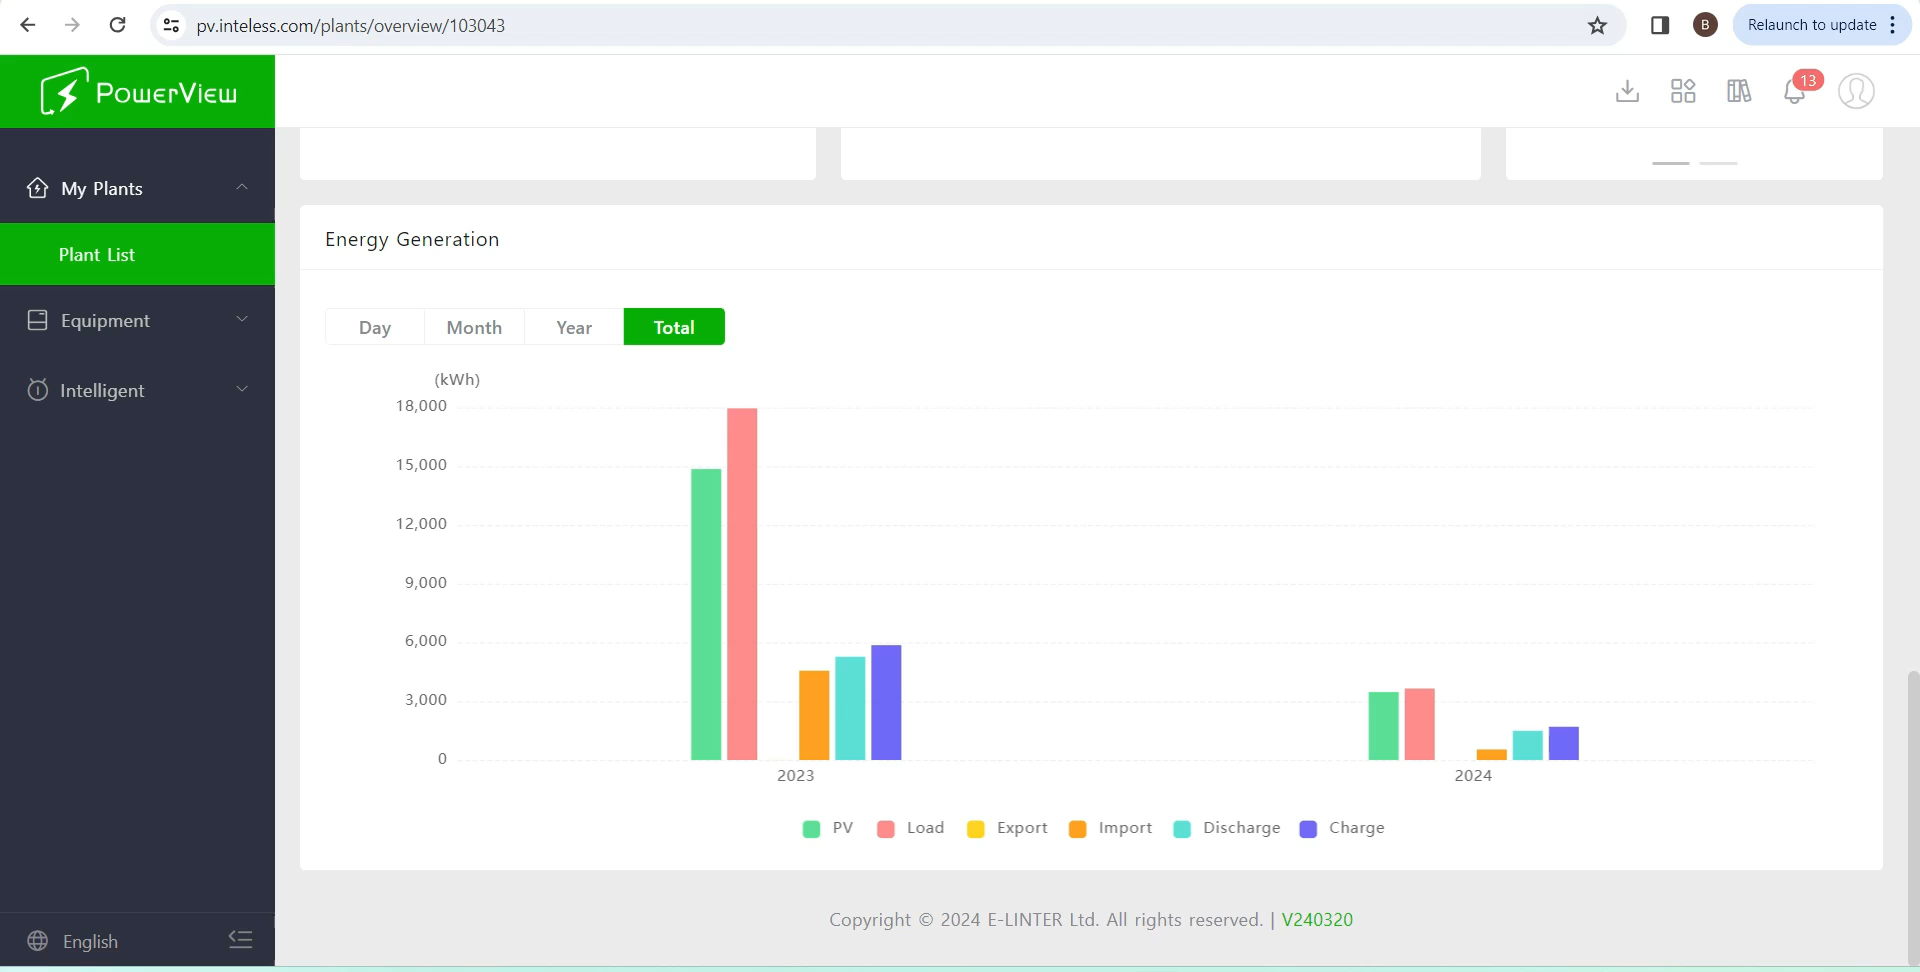 pv.inteless.com/plants/overview/103043
B
Relaunch to update
PowerView
13
My Plants
Plant List
Equipment
Intelligent
English
Energy Generation
Day
Month
Year
Total
(kWh)
18,000
15,000
12,000
9,000
6,000
3,000
0
2023
2024
PV
Load
Export
Import
Discharge
Charge
Copyright © 2024 E-LINTER Ltd. All rights reserved. | V240320